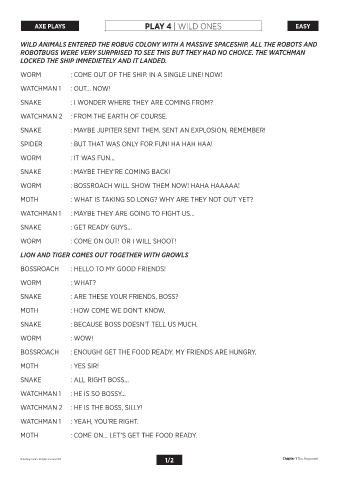 AXE PLAYS
PLAY 4 | WILD ONES
EASY
WILD ANIMALS ENTERED THE ROBUG COLONY WITH A MASSIVE SPACESHIP. ALL THE ROBOTS AND
ROBOTBUGS WERE VERY SURPRISED TO SEE THIS BUT THEY HAD NO CHOICE. THE WATCHMAN
LOCKED THE SHIP IMMEDIETELY AND IT LANDED.
WORM : COME OUT OF THE SHIP. IN A SINGLE LINE! NOW!
WATCHMAN 1 : OUT... NOW!
SNAKE : I WONDER WHERE THEY ARE COMING FROM?
WATCHMAN 2 : FROM THE EARTH OF COURSE.
SNAKE : MAYBE JUPITER SENT THEM. SENT AN EXPLOSION, REMEMBER!
SPIDER : BUT THAT WAS ONLY FOR FUN! HA HAH HAA!
WORM : IT WAS FUN...
SNAKE : MAYBE THEY'RE COMING BACK!
WORM : BOSSROACH WILL SHOW THEM NOW! HAHA HAAAAA!
MOTH : WHAT IS TAKING SO LONG? WHY ARE THEY NOT OUT YET?
WATCHMAN 1 : MAYBE THEY ARE GOING TO FIGHT US...
SNAKE : GET READY GUYS...
WORM : COME ON OUT! OR I WILL SHOOT!
LION AND TIGER COMES OUT TOGETHER WITH GROWLS
BOSSROACH : HELLO TO MY GOOD FRIENDS!
WORM : WHAT?
SNAKE : ARE THESE YOUR FRIENDS, BOSS?
MOTH : HOW COME WE DON'T KNOW.
SNAKE : BECAUSE BOSS DOESN'T TELL US MUCH.
WORM : WOW!
BOSSROACH : ENOUGH! GET THE FOOD READY. MY FRIENDS ARE HUNGRY.
MOTH : YES SIR!
SNAKE : ALL RIGHT BOSS...
WATCHMAN 1 : HE IS SO BOSSY...
WATCHMAN 2 : HE IS THE BOSS, SILLY!
WATCHMAN 1 : YEAH, YOU'RE RIGHT.
MOTH : COME ON... LET'S GET THE FOOD READY.
1/2